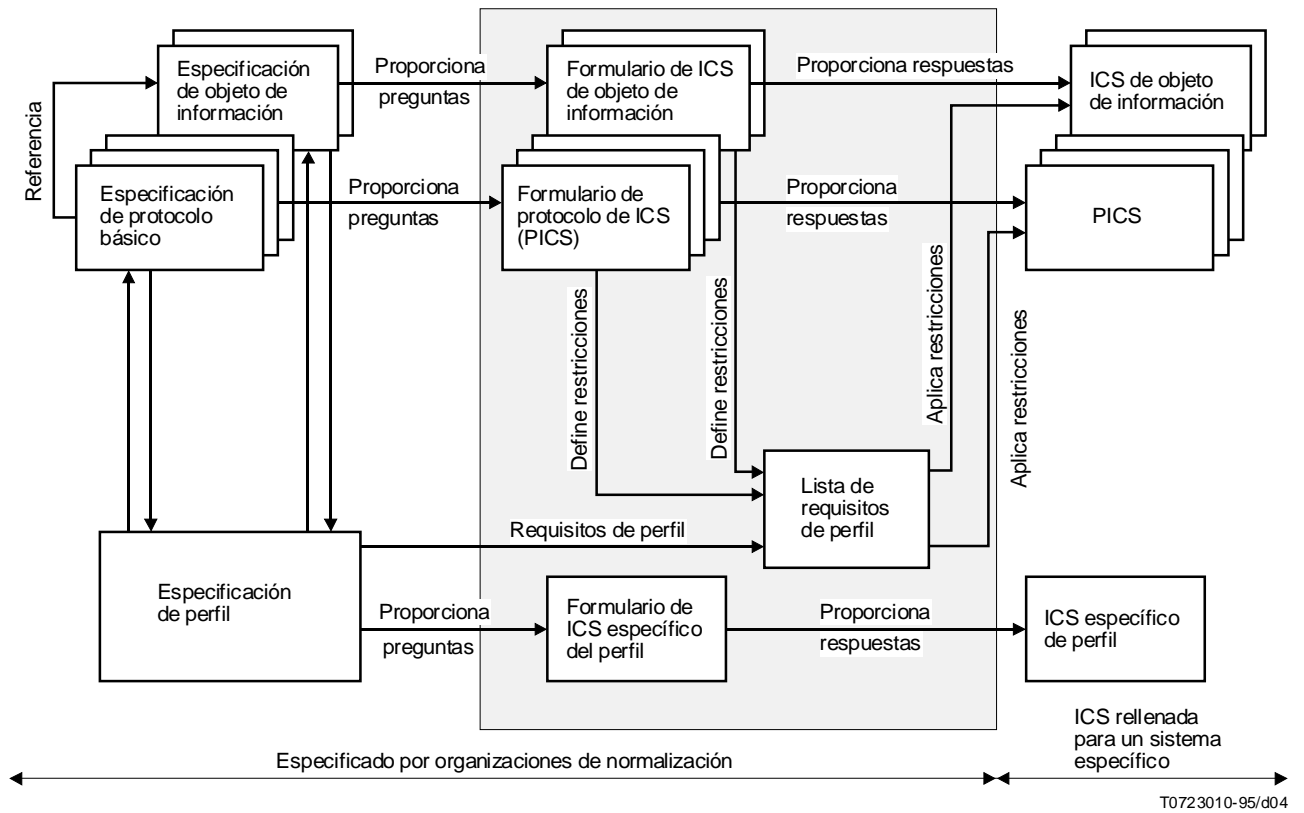 Especificación
de objeto de
información
Proporciona
preguntas
Formulario de ICS
de objeto de
información
Proporciona respuestas
ICS de objeto
de información
Referencia
Especificación
de protocolo
básico
Proporciona
preguntas
Formulario de
protocolo de ICS
(PICS)
Proporciona
respuestas
PICS
Define restricciones
Define restricciones
Aplica restricciones
Aplica restricciones
Lista de
requisitos
de perfil
Requisitos de perfil
Especificación
de perfil
Proporciona
preguntas
Formulario de
ICS específico
del perfil
Proporciona
respuestas
ICS específico
de perfil
ICS rellenada
para un sistema
específico
Especificado por organizaciones de normalización
T0723010-95/d04